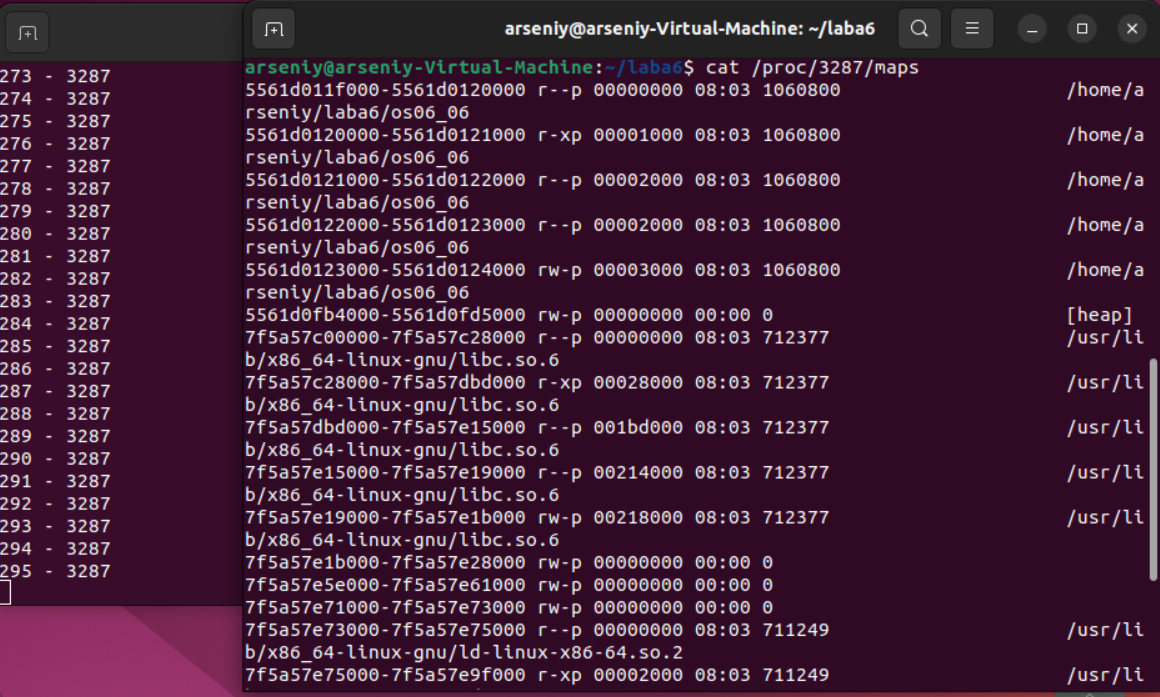 arseniy@arseniy-Virtual-Machine: ~/laba6
273 - 3287
274 - 3287
275 - 3287
276 - 3287
277 - 3287
278 - 3287
279 - 3287
280 - 3287
281 - 3287
282 - 3287
283 - 3287
284 - 3287
285 - 3287
286 - 3287
287 - 3287
288 - 3287
289 - 3287
290 - 3287
291 - 3287
292 - 3287
293 - 3287
294 - 3287
295 - 3287
arseniy@arseniy-Virtual-Machine:~/laba6$ cat /proc/3287/maps
5561d011f000-5561d0120000 r--p 00000000 08:03 1060800 /home/a
rseniy/laba6/os06_06
5561d0120000-5561d0121000 r-xp 00001000 08:03 1060800 /home/a
rseniy/laba6/os06_06
5561d0121000-5561d0122000 r--p 00002000 08:03 1060800 /home/a
rseniy/laba6/os06_06
5561d0122000-5561d0123000 r--p 00002000 08:03 1060800 /home/a
rseniy/laba6/os06_06
5561d0123000-5561d0124000 rw-p 00003000 08:03 1060800 /home/a
rseniy/laba6/os06_06
5561d0fb4000-5561d0fd5000 rw-p 00000000 00:00 0 [heap]
7f5a57c00000-7f5a57c28000 r--p 00000000 08:03 712377 /usr/li
b/x86_64-linux-gnu/libc.so.6
7f5a57c28000-7f5a57dbd000 r-xp 00028000 08:03 712377 /usr/li
b/x86_64-linux-gnu/libc.so.6
7f5a57dbd000-7f5a57e15000 r--p 001bd000 08:03 712377 /usr/li
b/x86_64-linux-gnu/libc.so.6
7f5a57e15000-7f5a57e19000 r--p 00214000 08:03 712377 /usr/li
b/x86_64-linux-gnu/libc.so.6
7f5a57e19000-7f5a57e1b000 rw-p 00218000 08:03 712377 /usr/li
b/x86_64-linux-gnu/libc.so.6
7f5a57e1b000-7f5a57e28000 rw-p 00000000 00:00 0
7f5a57e5e000-7f5a57e61000 rw-p 00000000 00:00 0
7f5a57e71000-7f5a57e73000 rw-p 00000000 00:00 0
7f5a57e73000-7f5a57e75000 r--p 00000000 08:03 711249 /usr/li
b/x86_64-linux-gnu/ld-linux-x86-64.so.2
7f5a57e75000-7f5a57e9f000 r-xp 00002000 08:03 711249 /usr/li